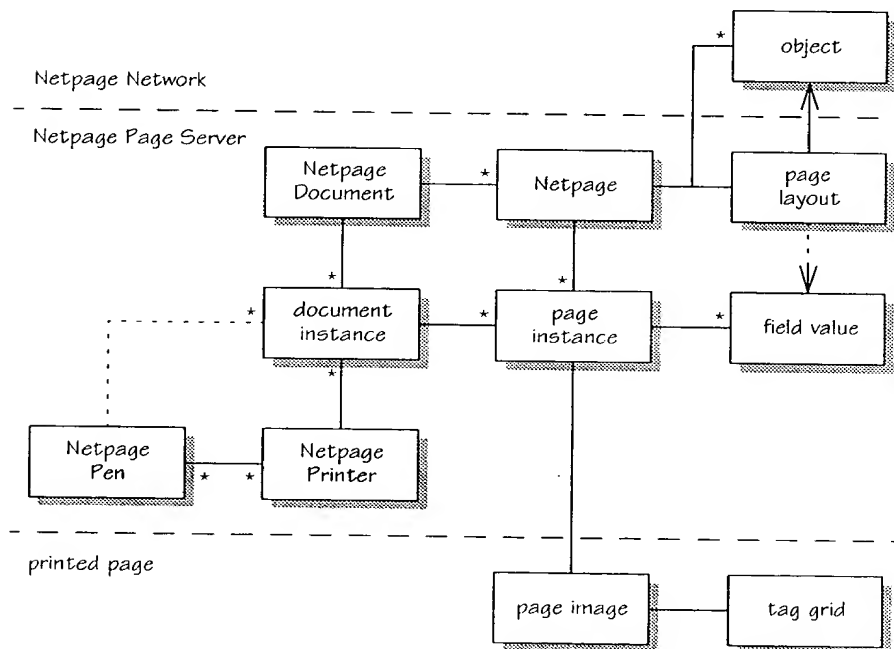 object
*
Netpage Network
Netpage Page Server
Netpage
Document
*
Netpage
page
layout
*
*
*
document
instance
*
page
instance
*
field value
*
Netpage
Pen
*
*
Netpage
Printer
printed page
page image
tag grid